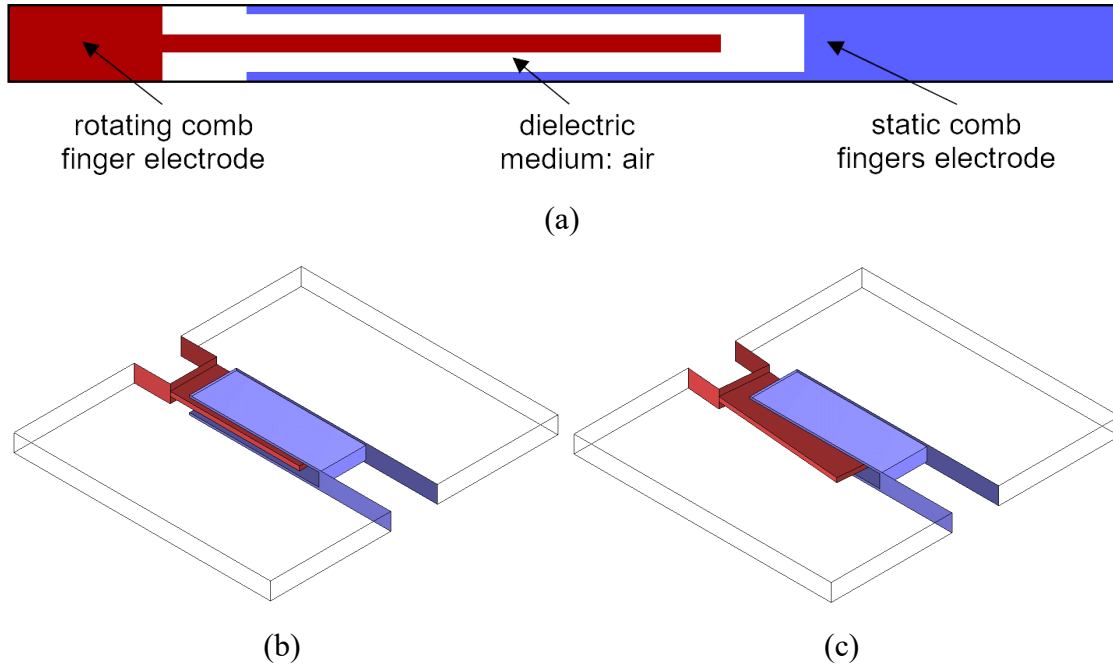 rotating comb
finger electrode
dielectric
medium: air
static comb
fingers electrode
(a)
(b)
(c)